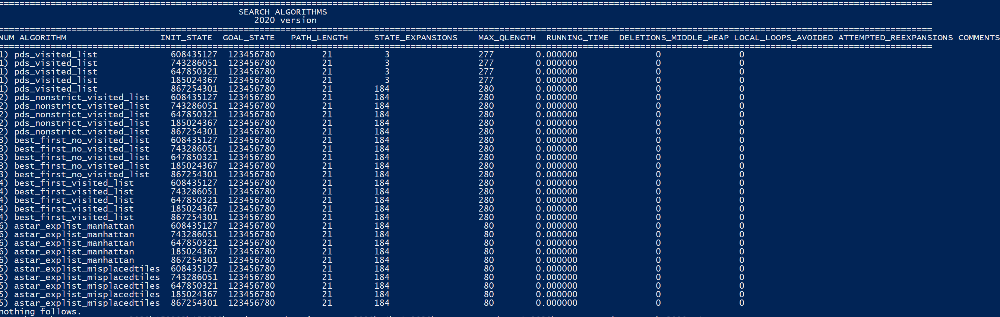 ================================================================================
SEARCH ALGORITHMS
2020 version
================================================================================
NUM ALGORITHM INIT_STATE GOAL_STATE PATH_LENGTH STATE_EXPANSIONS MAX_QLENGTH RUNNING_TIME DELETIONS_MIDDLE_HEAP LOCAL_LOOPS_AVOIDED ATTEMPTED_REEXPANSIONS COMMENTS
================================================================================
1) pds_visited_list 608435127 123456780 21 3 277 0.000000 0 0
1) pds_visited_list 743286051 123456780 21 3 277 0.000000 0 0
1) pds_visited_list 647850321 123456780 21 3 277 0.000000 0 0
1) pds_visited_list 185024367 123456780 21 3 277 0.000000 0 0
1) pds_visited_list 867254301 123456780 21 184 280 0.000000 0 0
2) pds_nonstrict_visited_list 608435127 123456780 21 184 280 0.000000 0 0
2) pds_nonstrict_visited_list 743286051 123456780 21 184 280 0.000000 0 0
2) pds_nonstrict_visited_list 647850321 123456780 21 184 280 0.000000 0 0
2) pds_nonstrict_visited_list 185024367 123456780 21 184 280 0.000000 0 0
2) pds_nonstrict_visited_list 867254301 123456780 21 184 280 0.000000 0 0
3) best_first_no_visited_list 608435127 123456780 21 184 280 0.000000 0 0
3) best_first_no_visited_list 743286051 123456780 21 184 280 0.000000 0 0
3) best_first_no_visited_list 647850321 123456780 21 184 280 0.000000 0 0
3) best_first_no_visited_list 185024367 123456780 21 184 280 0.000000 0 0
3) best_first_no_visited_list 867254301 123456780 21 184 280 0.000000 0 0
4) best_first_visited_list 608435127 123456780 21 184 280 0.000000 0 0
4) best_first_visited_list 743286051 123456780 21 184 280 0.000000 0 0
4) best_first_visited_list 647850321 123456780 21 184 280 0.000000 0 0
4) best_first_visited_list 185024367 123456780 21 184 280 0.000000 0 0
4) best_first_visited_list 867254301 123456780 21 184 280 0.000000 0 0
6) astar_explist_manhattan 608435127 123456780 21 184 80 0.000000 0 0
6) astar_explist_manhattan 743286051 123456780 21 184 80 0.000000 0 0
6) astar_explist_manhattan 647850321 123456780 21 184 80 0.000000 0 0
6) astar_explist_manhattan 185024367 123456780 21 184 80 0.000000 0 0
6) astar_explist_manhattan 867254301 123456780 21 184 80 0.000000 0 0
5) astar_explist_misplacedtiles 608435127 123456780 21 184 80 0.000000 0 0
5) astar_explist_misplacedtiles 743286051 123456780 21 184 80 0.000000 0 0
5) astar_explist_misplacedtiles 647850321 123456780 21 184 80 0.000000 0 0
5) astar_explist_misplacedtiles 185024367 123456780 21 184 80 0.000000 0 0
5) astar_explist_misplacedtiles 867254301 123456780 21 184 80 0.000000 0 0
nothing follows.